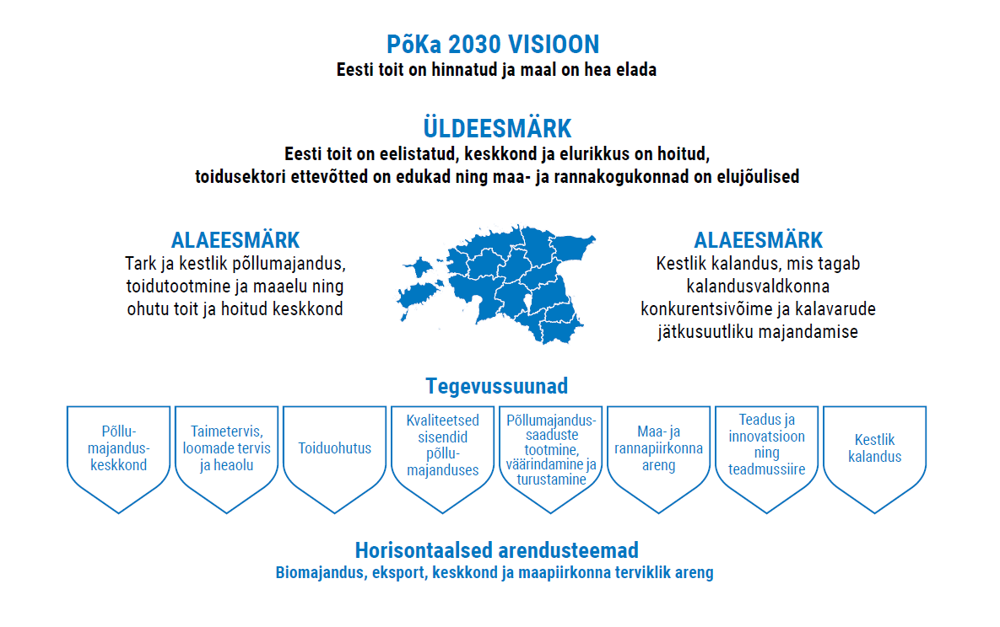 PõKa 2030 VISIOON
Eesti toit on hinnatud ja maal on hea elada
ÜLDEESMÄRK
Eesti toit on eelistatud, keskkond ja elurikkus on hoitud,
toidusektori ettevõtted on edukad ning maa- ja rannakogukonnad on elujõulised
ALAEESMÄRK
Tark ja kestlik põllumajandus,
toidutootmine ja maaelu ning
ohutu toit ja hoitud keskkond
ALAEESMÄRK
Kestlik kalandus, mis tagab
kalandusvaldkonna
konkurentsivõime ja kalavarude
jätkusuutliku majandamise
Tegevussuunad
Põllu-
majandus-
keskkond
Taimetervis,
loomade tervis
ja heaolu
Toiduohutus
Kvaliteetsed
sisendid
põllu-
majanduses
Põllumajandus-
saaduste
tootmine,
väärindamine ja
turustamine
Maa- ja
rannapiirkonna
areng
Teadus ja
innovatsioon
ning
teadmussiire
Kestlik
kalandus
Horisontaalsed arendusteemad
Biomajandus, eksport, keskkond ja maapiirkonna terviklik areng